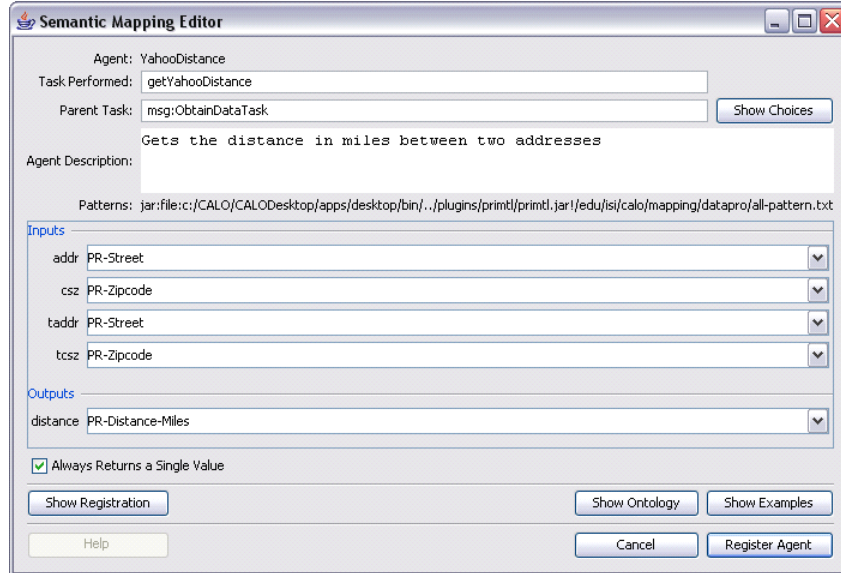 Semantic Mapping Editor
Agent: YahooDistance
Task Performed: getYahooDistance
Parent Task: msg:ObtainDataTask Show Choices
Gets the distance in miles between two addresses
Agent Description:
Patterns: jar:file:c:/CALO/CALODesktop/apps/desktop/bin/../plugins/primtl/primtl.jar!/edu/isi/calo/mapping/datapro/all-pattern.txt
Inputs
addr PR-Street
csz PR-Zipcode
taddr PR-Street
tcsz PR-Zipcode
Outputs
distance PR-Distance-Miles
Always Returns a Single Value
Show Registration Show Ontology Show Examples
Help Cancel Register Agent